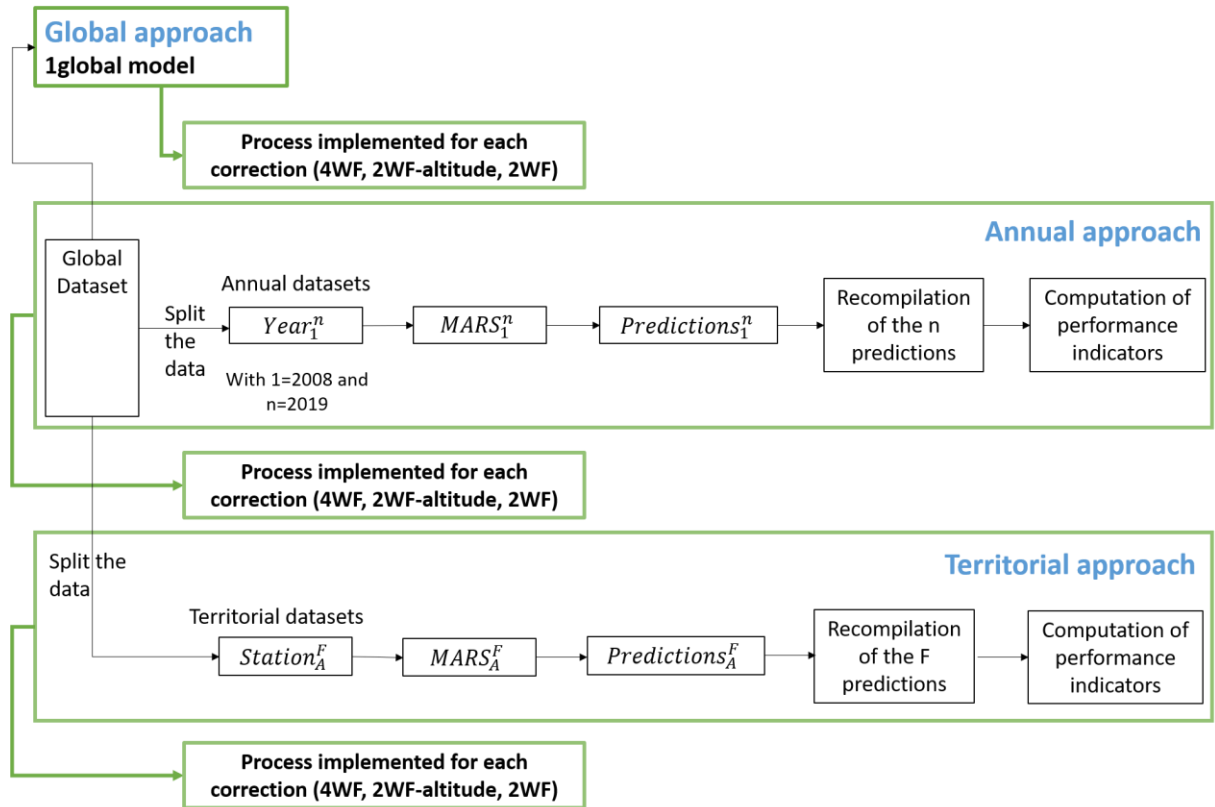 Global approach
1global model
Process implemented for each
correction (4WF, 2WF-altitude, 2WF)
Annual approach
Global
Dataset
Split
the
data
Annual datasets
Year₁ⁿ
With 1=2008 and
n=2019
MARS₁ⁿ
Predictions₁ⁿ
Recompilation
of the n
predictions
Computation of
performance
indicators
Process implemented for each
correction (4WF, 2WF-altitude, 2WF)
Territorial approach
Split the
data
Territorial datasets
Station_A^F
MARS_A^F
Predictions_A^F
Recompilation
of the F
predictions
Computation of
performance
indicators
Process implemented for each
correction (4WF, 2WF-altitude, 2WF)